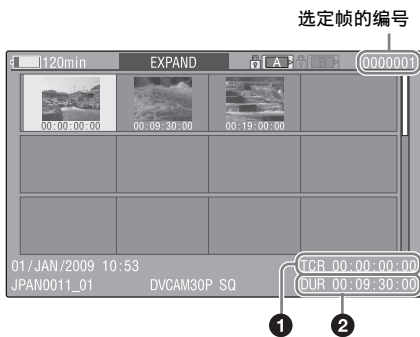 选定帧的编号
120min EXPAND A B 0000001
00:00:00:00 00:09:30:00 00:19:00:00
01/JAN/2009 10:53 TCR 00:00:00:00
JPAN0011_01 DVCAM30P SQ DUR 00:09:30:00
1 2